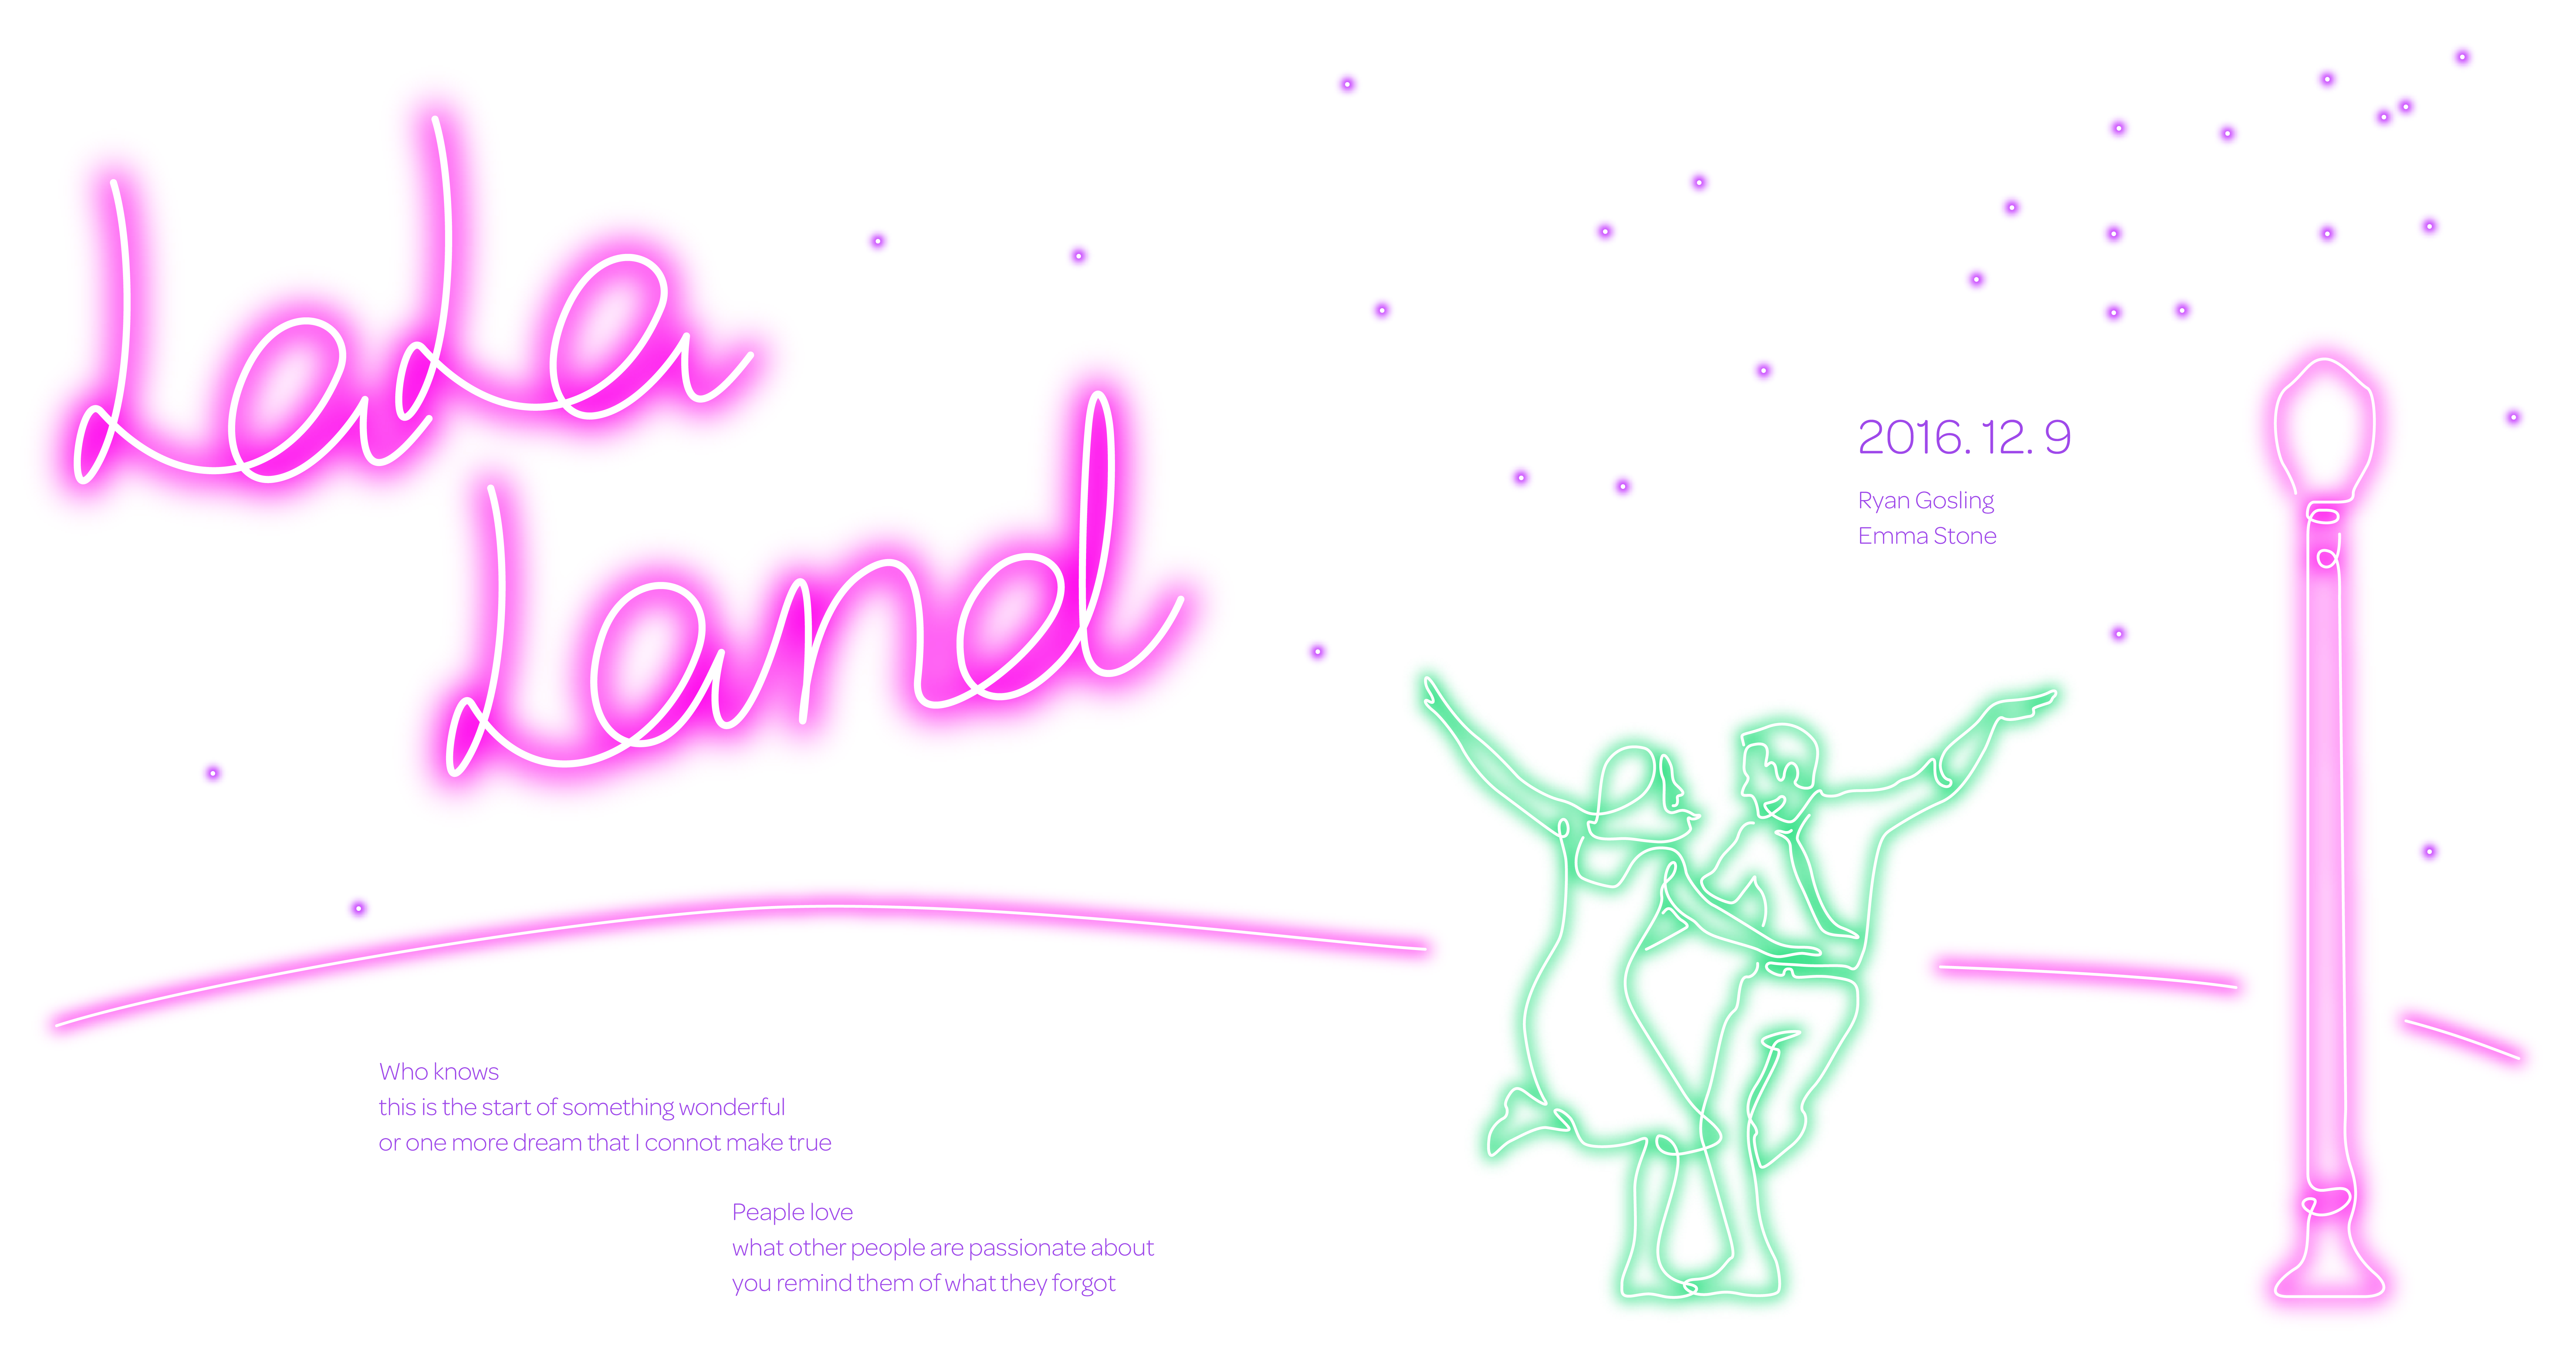 LaLa
Land
2016. 12. 9
Ryan Gosling
Emma Stone
Who knows
this is the start of something wonderful
or one more dream that I connot make true
Peaple love
what other people are passionate about
you remind them of what they forgot